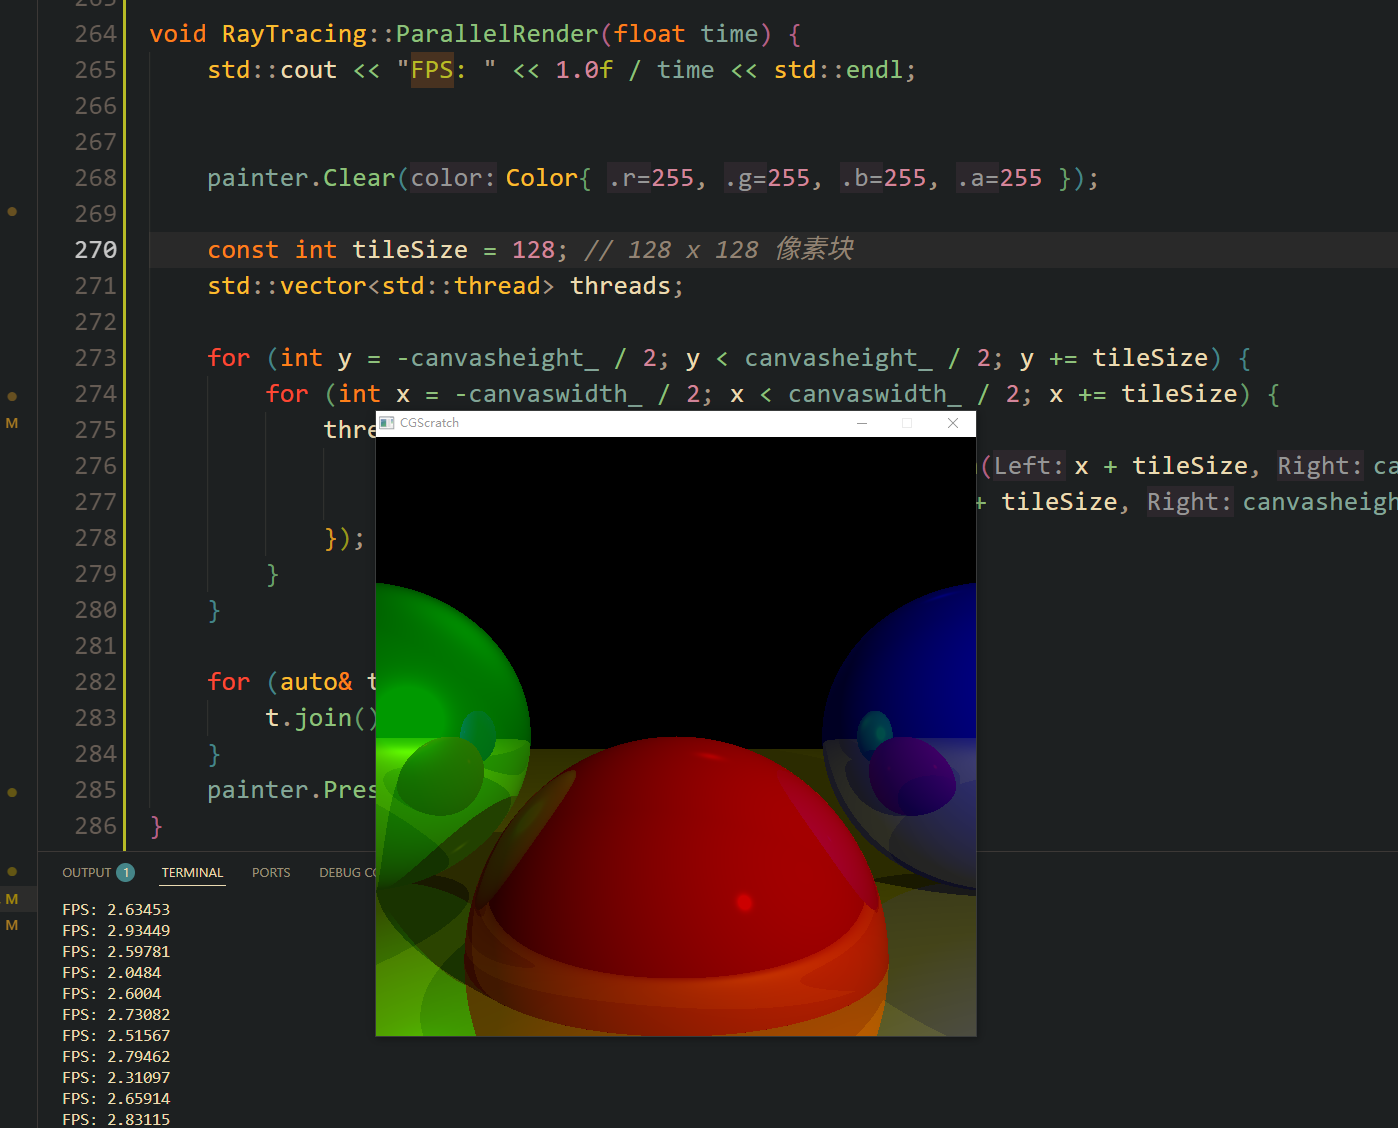 264 void RayTracing::ParallelRender(float time) {
265 std::cout << "FPS: " << 1.0f / time << std::endl;
266
267
268 painter.Clear(color: Color{ .r=255, .g=255, .b=255, .a=255 });
269
270 const int tileSize = 128; // 128 x 128 像素块
271 std::vector<std::thread> threads;
272
273 for (int y = -canvasheight_ / 2; y < canvasheight_ / 2; y += tileSize) {
274 for (int x = -canvaswidth_ / 2; x < canvaswidth_ / 2; x += tileSize) {
275 thre
CGScratch
276 (Left: x + tileSize, Right: ca
277 + tileSize, Right: canvasheigh
278 });
279 }
280 }
281
282 for (auto& t
283 t.join()
284 }
285 painter.Pres
286 }
OUTPUT 1 TERMINAL PORTS DEBUG CO
FPS: 2.63453
FPS: 2.93449
FPS: 2.59781
FPS: 2.0484
FPS: 2.6004
FPS: 2.73082
FPS: 2.51567
FPS: 2.79462
FPS: 2.31097
FPS: 2.65914
FPS: 2.83115
M
M
M